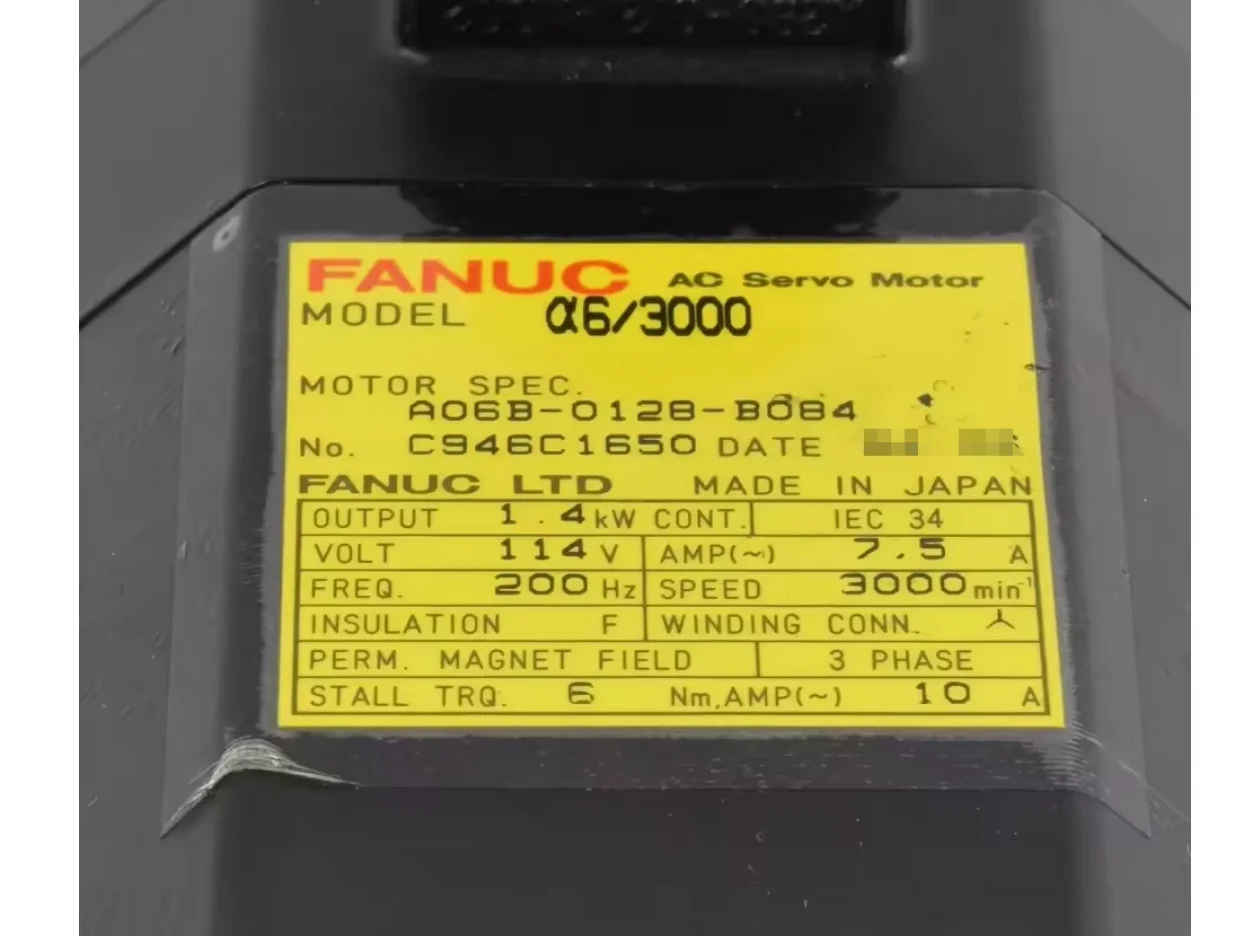 FANUC AC Servo Motor
MODEL α6/3000
MOTOR SPEC.
A06B-0128-B084
No. C946C1650 DATE
FANUC LTD MADE IN JAPAN
OUTPUT 1.4 kW CONT. IEC 34
VOLT 114 V AMP(~) 7.5 A
FREQ. 200 Hz SPEED 3000 min⁻¹
INSULATION F WINDING CONN.
PERM. MAGNET FIELD 3 PHASE
STALL TRQ. 6 Nm,AMP(~) 10 A